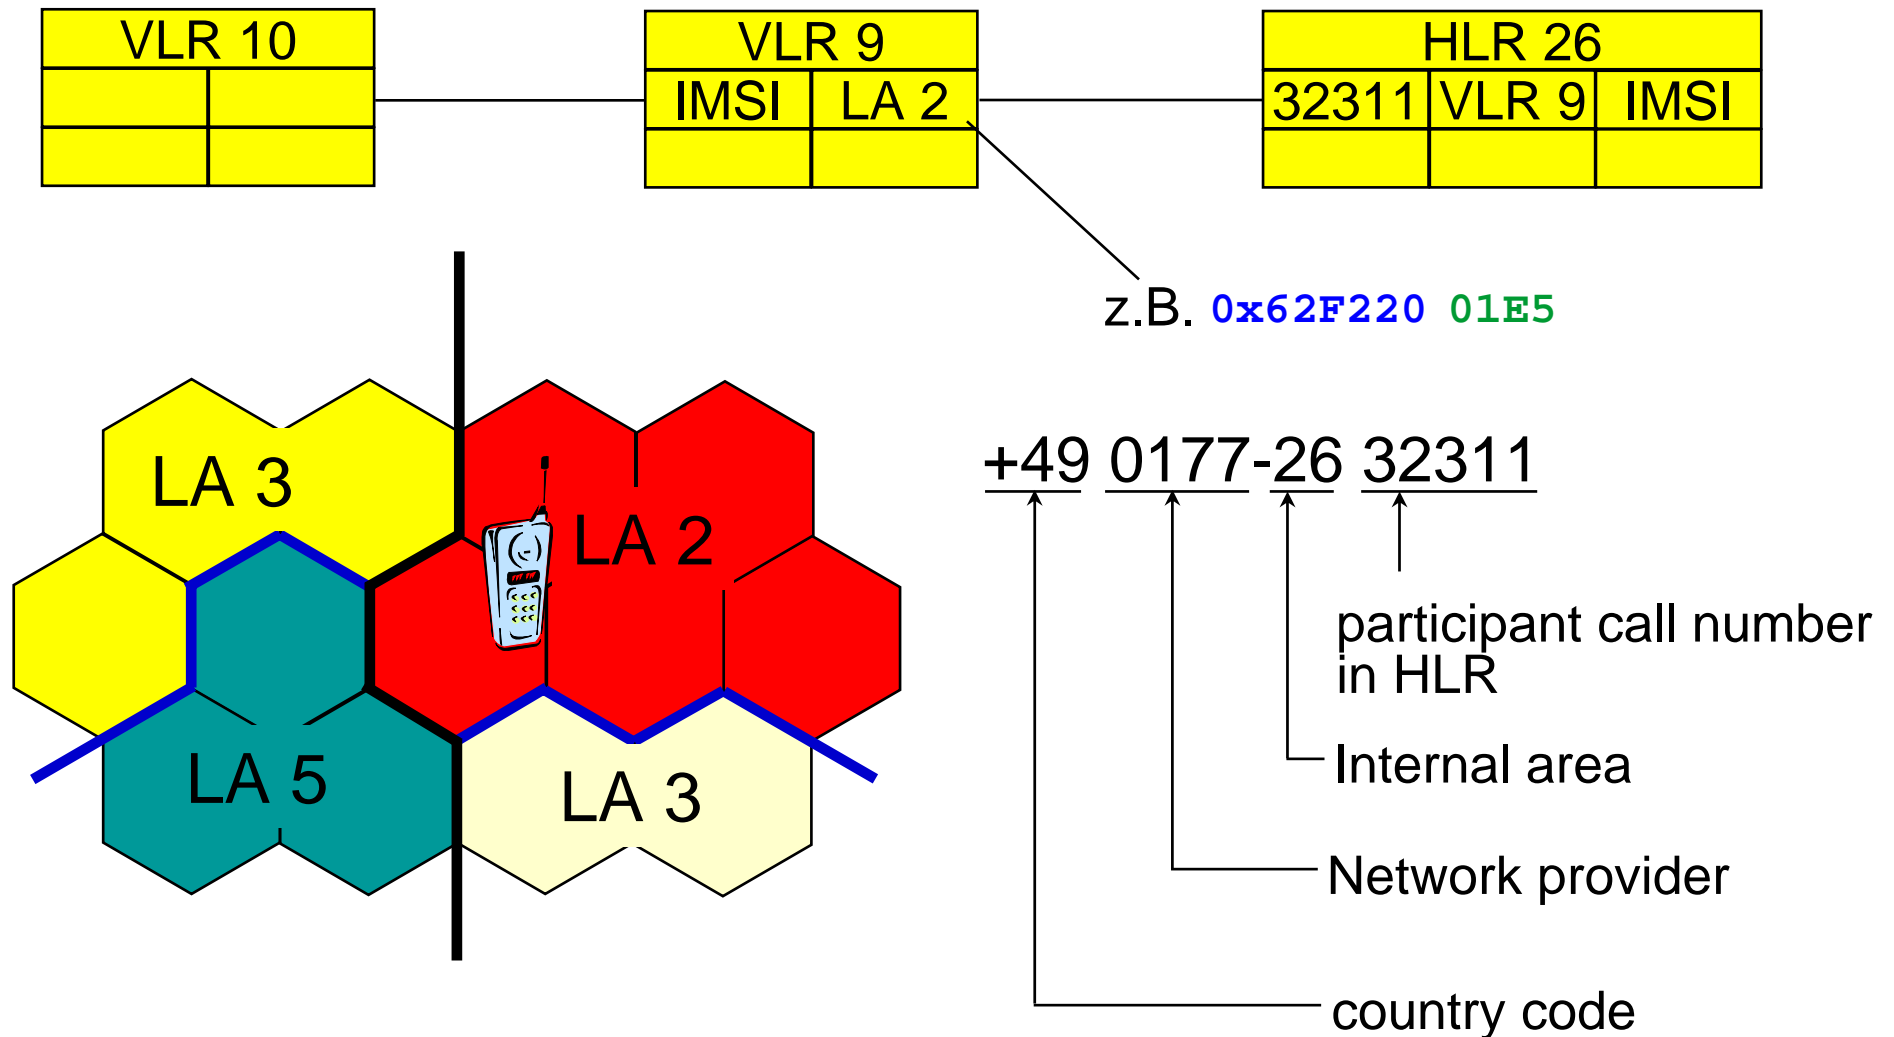 VLR 10
VLR 9
IMSI LA 2
HLR 26
32311 VLR 9 IMSI
z.B. 0x62F220 01E5
LA 3
LA 2
LA 5
LA 3
+49 0177-26 32311
participant call number
in HLR
Internal area
Network provider
country code